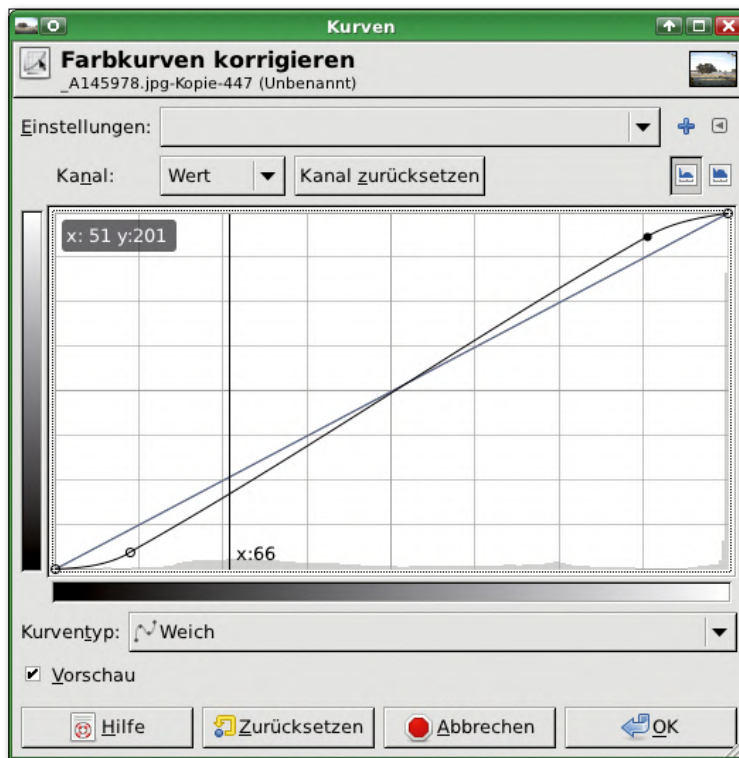 Kurven
Farbkurven korrigieren
_A145978.jpg-Kopie-447 (Unbenannt)
Einstellungen:
Kanal: Wert Kanal zurücksetzen
x: 51 y:201
x:66
Kurventyp: Weich
Vorschau
Hilfe Zurücksetzen Abbrechen OK